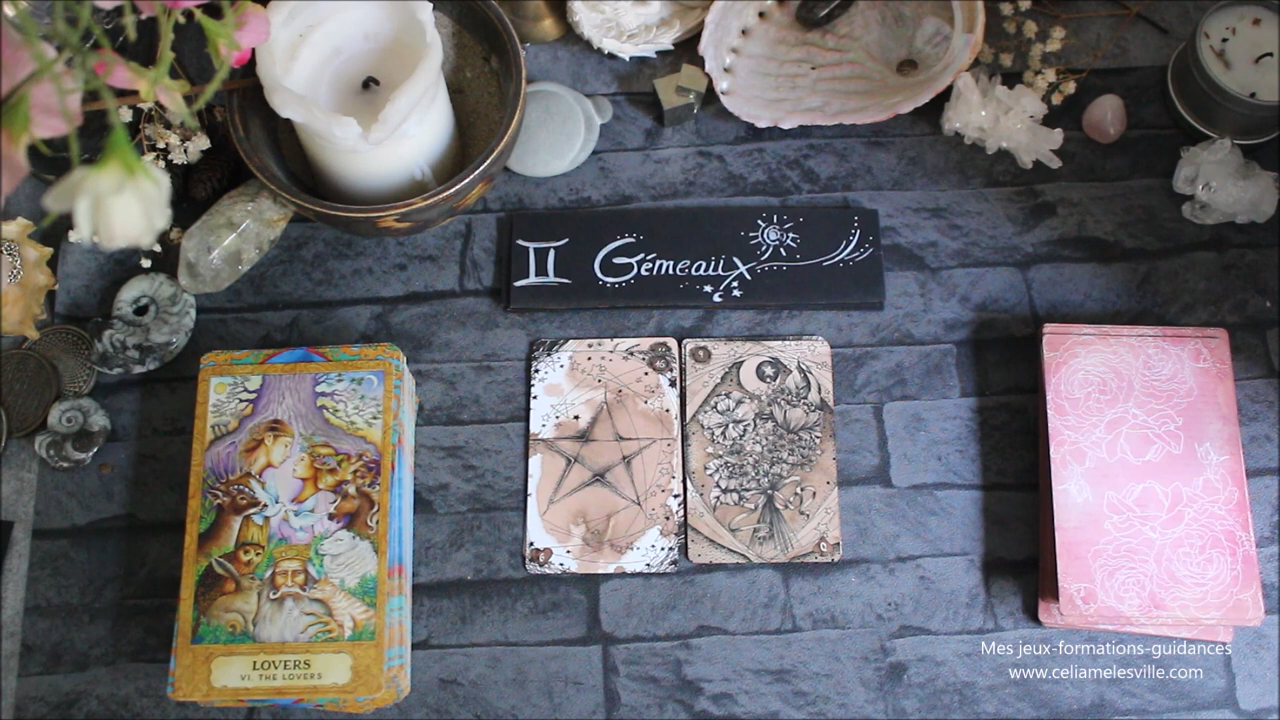 ♊ Gémeaux
LOVERS
VI. THE LOVERS
Mes jeux-formations-guidances
www.celiamelesville.com